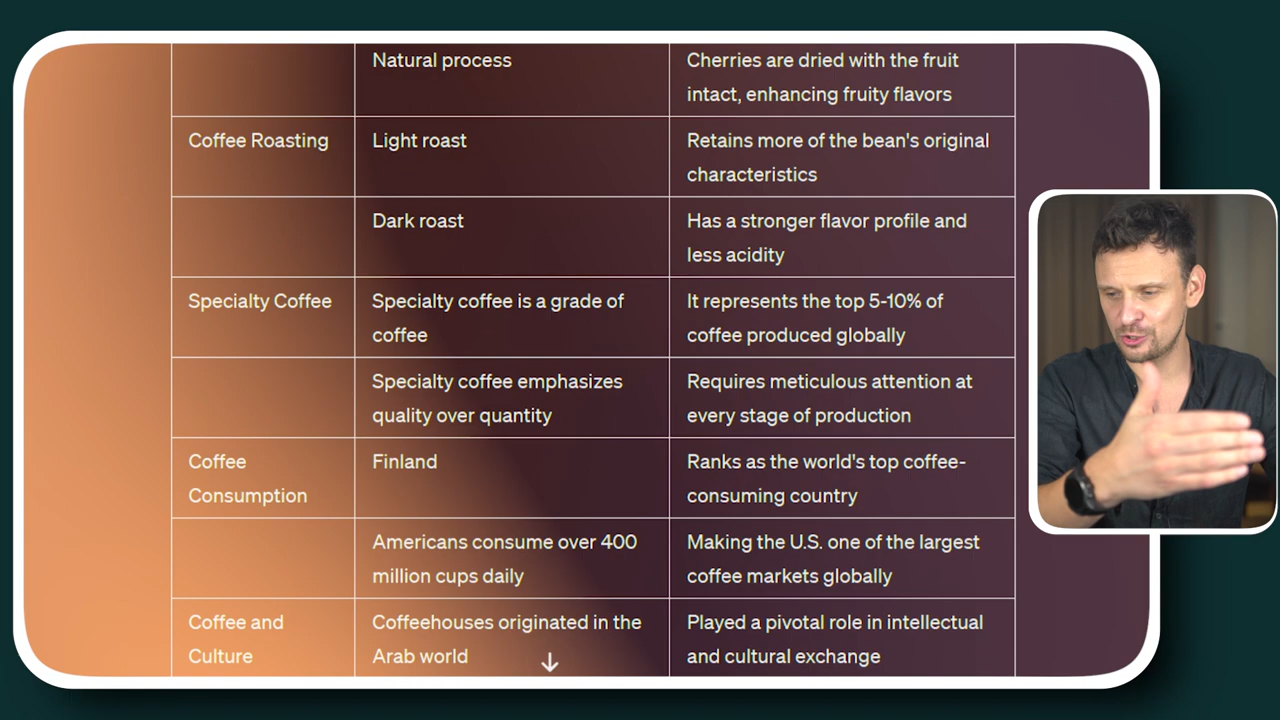 Natural process
Cherries are dried with the fruit
intact, enhancing fruity flavors
Coffee Roasting
Light roast
Retains more of the bean's original
characteristics
Dark roast
Has a stronger flavor profile and
less acidity
Specialty Coffee
Specialty coffee is a grade of
coffee
It represents the top 5-10% of
coffee produced globally
Specialty coffee emphasizes
quality over quantity
Requires meticulous attention at
every stage of production
Coffee
Consumption
Finland
Ranks as the world's top coffee-
consuming country
Americans consume over 400
million cups daily
Making the U.S. one of the largest
coffee markets globally
Coffee and
Culture
Coffeehouses originated in the
Arab world
Played a pivotal role in intellectual
and cultural exchange